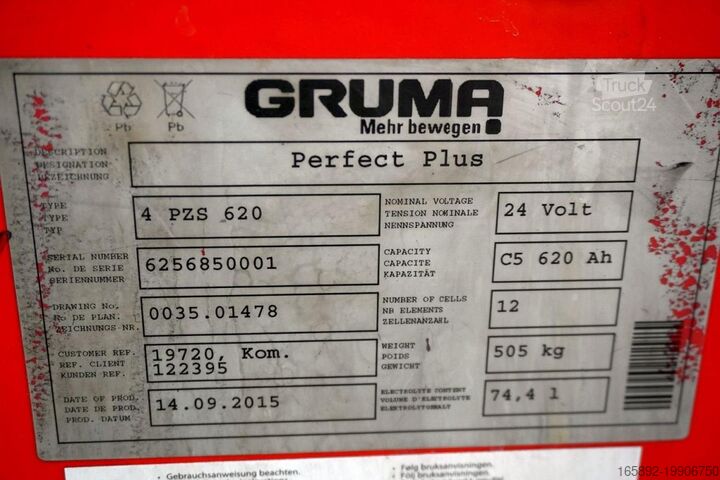 Pb
Pb
GRUMA
Mehr bewegen
Truck
Scout24
DESCRIPTION
DESIGNATION
BEZEICHNUNG
Perfect Plus
TYPE
TYPE
TYP
4 PZS 620
NOMINAL VOLTAGE
TENSION NOMINALE
NENNSPANNUNG
24 Volt
SERIAL NUMBER
No. DE SERIE
SERIENNUMMER
6256850001
CAPACITY
CAPACITE
KAPAZITÄT
C5 620 Ah
DRAWING No.
No DE PLAN.
ZEICHNUNGS-NR.
0035.01478
NUMBER OF CELLS
NB ELEMENTS
ZELLENANZAHL
12
CUSTOMER REF.
REF. CLIENT
KUNDEN REF.
19720, Kom.
122395
WEIGHT
POIDS
GEWICHT
505 kg
DATE OF PROD.
DATE DE PROD.
PROD. DATUM
14.09.2015
ELECTROLYTE CONTENT
VOLUME D'ELECTROLYTE
ELEKTROLYTGEHALT
74,4 l
• Gebrauchsanweisung beachten.
• Følg bruksanvisningen.
165892-19906750